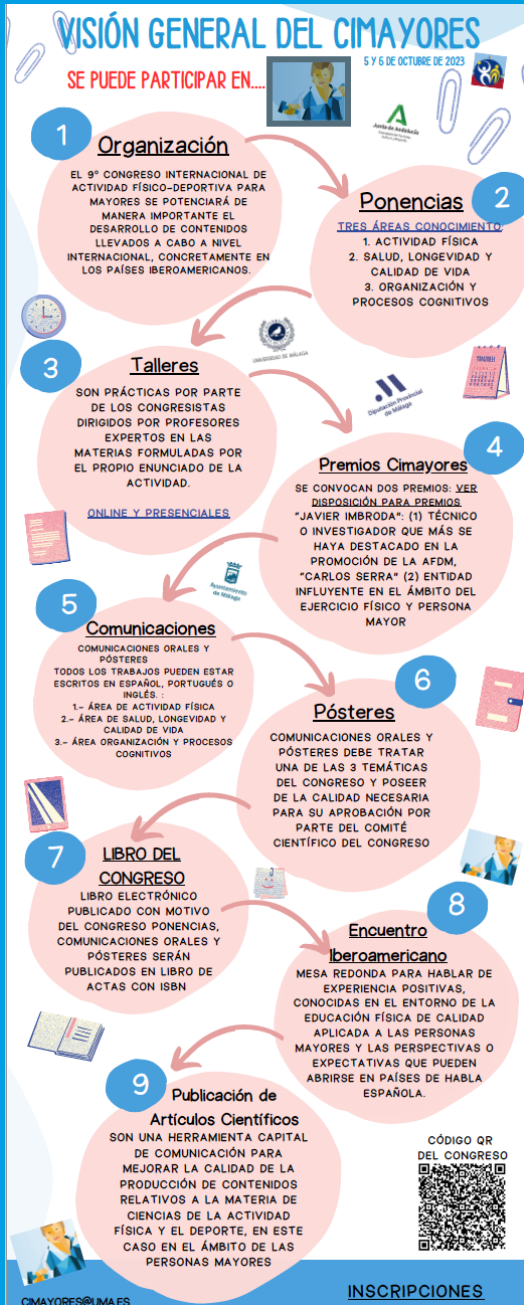 VISIÓN GENERAL DEL CIMAYORES
5 Y 6 DE OCTUBRE DE 2023
SE PUEDE PARTICIPAR EN....
Junta de Andalucía
1
Organización
EL 9º CONGRESO INTERNACIONAL DE
ACTIVIDAD FÍSICO-DEPORTIVA PARA
MAYORES SE POTENCIARÁ DE
MANERA IMPORTANTE EL
DESARROLLO DE CONTENIDOS
LLEVADOS A CABO A NIVEL
INTERNACIONAL, CONCRETAMENTE EN
LOS PAÍSES IBEROAMERICANOS.
2
Ponencias
TRES ÁREAS CONOCIMIENTO:
1. ACTIVIDAD FÍSICA
2. SALUD, LONGEVIDAD Y
CALIDAD DE VIDA
3. ORGANIZACIÓN Y
PROCESOS COGNITIVOS
UNIVERSIDAD DE MÁLAGA
3
Talleres
SON PRÁCTICAS POR PARTE
DE LOS CONGRESISTAS
DIRIGIDOS POR PROFESORES
EXPERTOS EN LAS
MATERIAS FORMULADAS POR
EL PROPIO ENUNCIADO DE LA
ACTIVIDAD.
ONLINE Y PRESENCIALES
Diputación Provincial
de Málaga
4
Premios Cimayores
SE CONVOCAN DOS PREMIOS: VER
DISPOSICIÓN PARA PREMIOS
"JAVIER IMBRODA": (1) TÉCNICO
O INVESTIGADOR QUE MÁS SE
HAYA DESTACADO EN LA
PROMOCIÓN DE LA AFDM,
"CARLOS SERRA" (2) ENTIDAD
INFLUYENTE EN EL ÁMBITO DEL
EJERCICIO FÍSICO Y PERSONA
MAYOR
Ayuntamiento
de Málaga
5
Comunicaciones
COMUNICACIONES ORALES Y
PÓSTERES
TODOS LOS TRABAJOS PUEDEN ESTAR
ESCRITOS EN ESPAÑOL, PORTUGUÉS O
INGLÉS. :
1.- ÁREA DE ACTIVIDAD FÍSICA
2.- ÁREA DE SALUD, LONGEVIDAD Y
CALIDAD DE VIDA
3.- ÁREA ORGANIZACIÓN Y PROCESOS
COGNITIVOS
6
Pósteres
COMUNICACIONES ORALES Y
PÓSTERES DEBE TRATAR
UNA DE LAS 3 TEMÁTICAS
DEL CONGRESO Y POSEER
DE LA CALIDAD NECESARIA
PARA SU APROBACIÓN POR
PARTE DEL COMITÉ
CIENTÍFICO DEL CONGRESO
7
LIBRO DEL
CONGRESO
LIBRO ELECTRÓNICO
PUBLICADO CON MOTIVO
DEL CONGRESO PONENCIAS,
COMUNICACIONES ORALES Y
PÓSTERES SERÁN
PUBLICADOS EN LIBRO DE
ACTAS CON ISBN
8
Encuentro
Iberoamericano
MESA REDONDA PARA HABLAR DE
EXPERIENCIA POSITIVAS,
CONOCIDAS EN EL ENTORNO DE LA
EDUCACIÓN FÍSICA DE CALIDAD
APLICADA A LAS PERSONAS
MAYORES Y LAS PERSPECTIVAS O
EXPECTATIVAS QUE PUEDEN
ABRIRSE EN PAÍSES DE HABLA
ESPAÑOLA.
9
Publicación de
Artículos Científicos
SON UNA HERRAMIENTA CAPITAL
DE COMUNICACIÓN PARA
MEJORAR LA CALIDAD DE LA
PRODUCCIÓN DE CONTENIDOS
RELATIVOS A LA MATERIA DE
CIENCIAS DE LA ACTIVIDAD
FÍSICA Y EL DEPORTE, EN ESTE
CASO EN EL ÁMBITO DE LAS
PERSONAS MAYORES
CÓDIGO QR
DEL CONGRESO
INSCRIPCIONES
CIMAYORES@UMA.ES